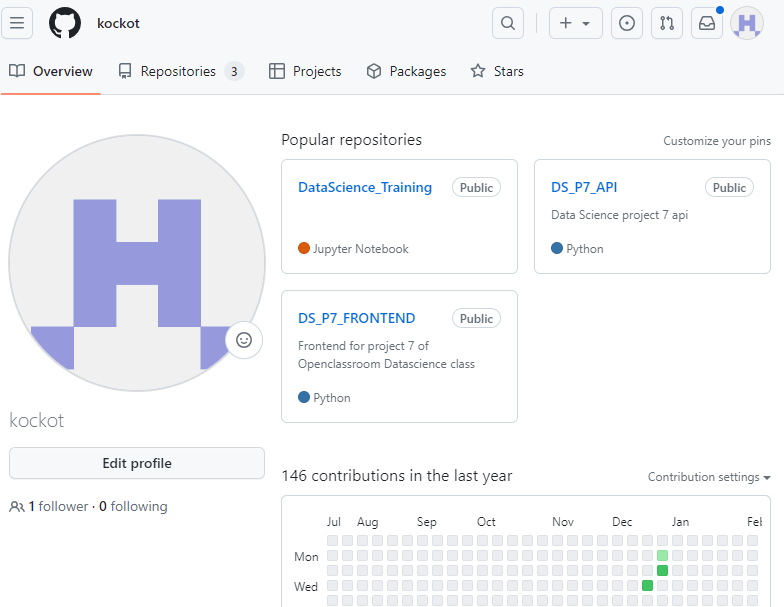 kockot
Overview
Repositories 3
Projects
Packages
Stars
Popular repositories
Customize your pins
DataScience_Training Public
Jupyter Notebook
DS_P7_API Public
Data Science project 7 api
Python
DS_P7_FRONTEND Public
Frontend for project 7 of
Openclassroom Datascience class
Python
kockot
Edit profile
1 follower · 0 following
146 contributions in the last year
Contribution settings
Jul Aug Sep Oct Nov Dec Jan Feb
Mon
Wed